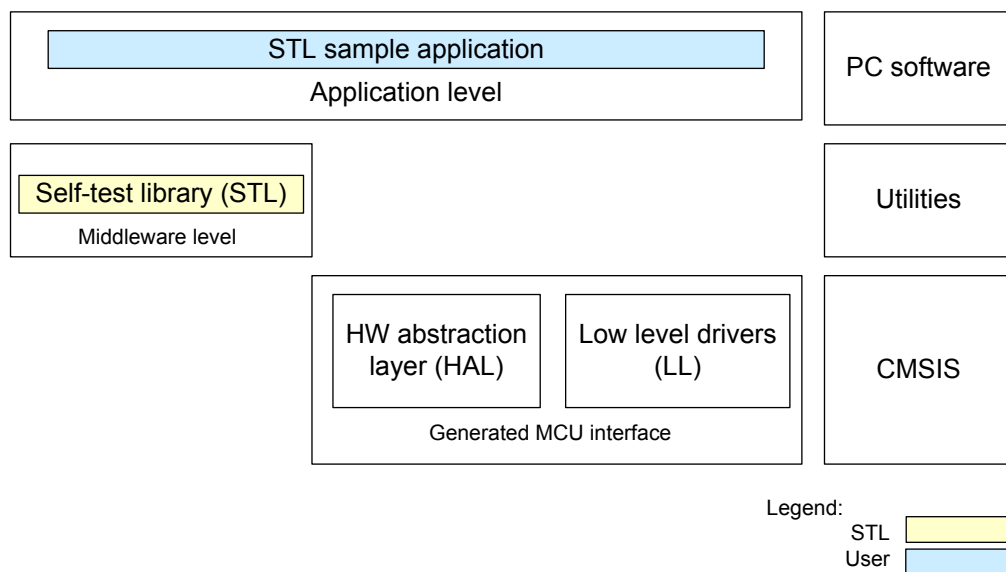 STL sample application
Application level
PC software
Self-test library (STL)
Middleware level
Utilities
HW abstraction
layer (HAL)
Low level drivers
(LL)
Generated MCU interface
CMSIS
Legend:
STL
User